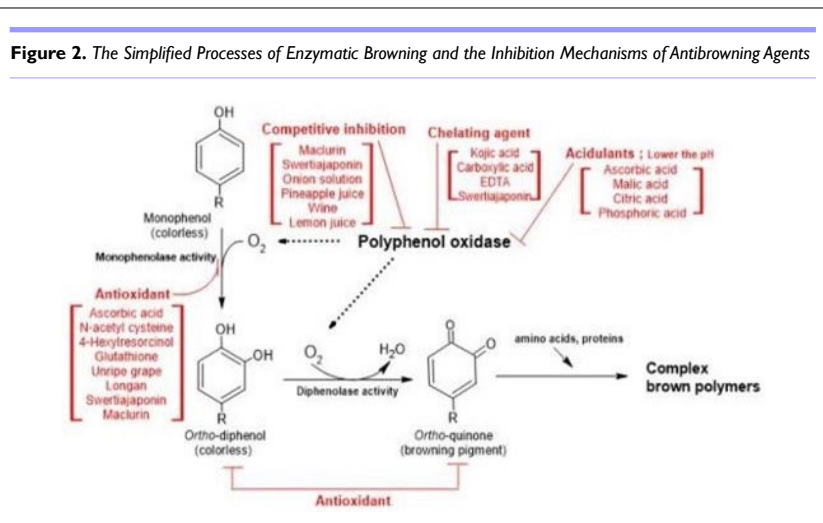 Figure 2. The Simplified Processes of Enzymatic Browning and the Inhibition Mechanisms of Antibrowning Agents
OH
R
Monophenol
(colorless)
Competitive inhibition
Maclurin
Swertiajaponin
Onion solution
Pineapple juice
Wine
Lemon juice
Chelating agent
Kojic acid
Carboxylic acid
EDTA
Swertiajaponin
Acidulants ; Lower the pH
Ascorbic acid
Malic acid
Citric acid
Phosphoric acid
O2
Polyphenol oxidase
Monophenolase activity
Antioxidant
Ascorbic acid
N-acetyl cysteine
4-Hexylresorcinol
Glutathione
Unripe grape
Longan
Swertiajaponin
Maclurin
OH
OH
R
Ortho-diphenol
(colorless)
O2
H2O
Diphenolase activity
O
O
R
Ortho-quinone
(browning pigment)
amino acids, proteins
Complex
brown polymers
Antioxidant